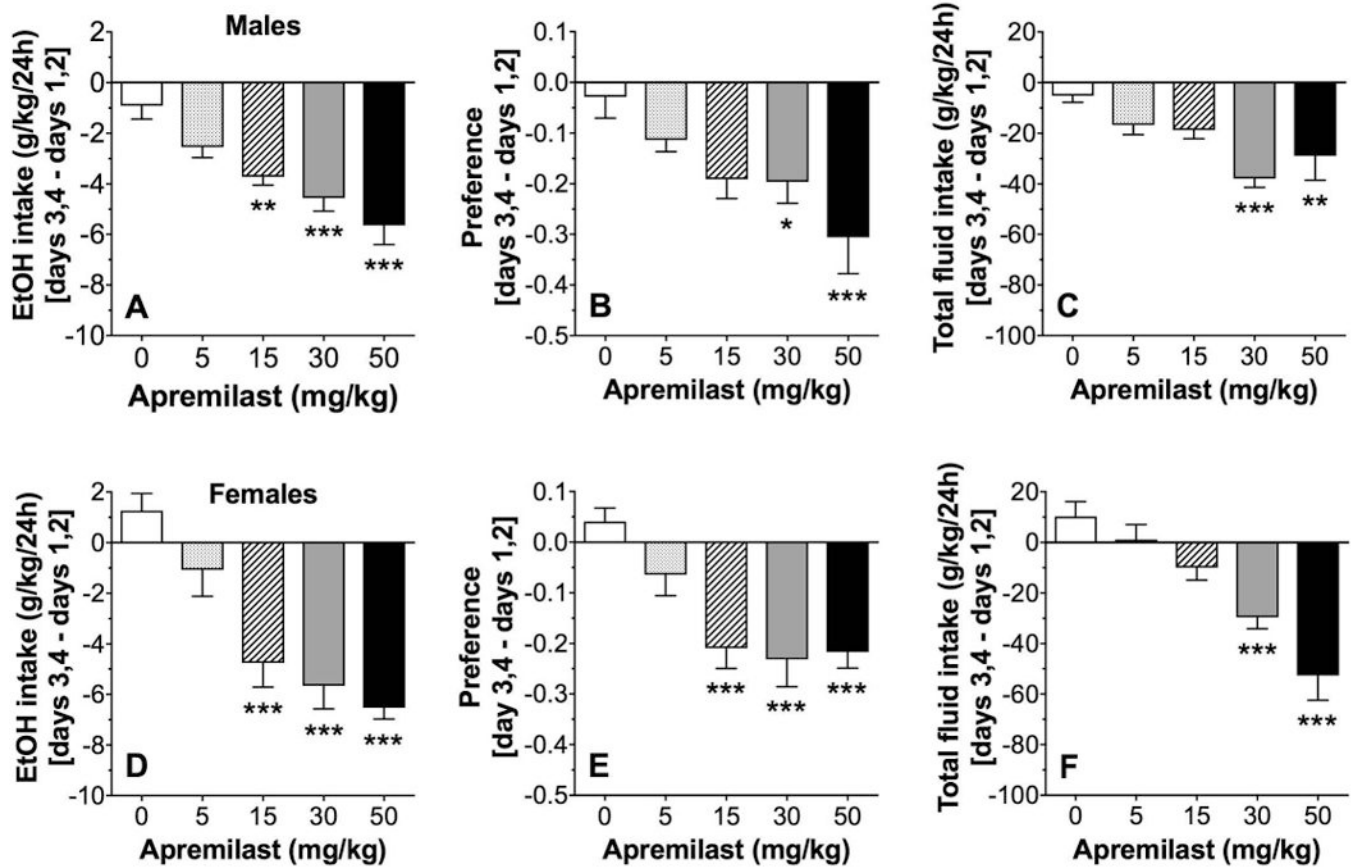 Males
EtOH intake (g/kg/24h)
[days 3,4 - days 1,2]
2
0
-2
-4
-6
-8
-10
**
***
***
A
0 5 15 30 50
Apremilast (mg/kg)
Preference
[days 3,4 - days 1,2]
0.1
0.0
-0.1
-0.2
-0.3
-0.4
-0.5
*
***
B
0 5 15 30 50
Apremilast (mg/kg)
Total fluid intake (g/kg/24h)
[days 3,4 - days 1,2]
20
0
-20
-40
-60
-80
-100
***
**
C
0 5 15 30 50
Apremilast (mg/kg)
Females
EtOH intake (g/kg/24h)
[days 3,4 - days 1,2]
2
0
-2
-4
-6
-8
-10
***
***
***
D
0 5 15 30 50
Apremilast (mg/kg)
Preference
[day 3,4 - days 1,2]
0.1
0.0
-0.1
-0.2
-0.3
-0.4
-0.5
***
***
***
E
0 5 15 30 50
Apremilast (mg/kg)
Total fluid intake (g/kg/24h)
[days 3,4 - days 1,2]
20
0
-20
-40
-60
-80
-100
***
***
F
0 5 15 30 50
Apremilast (mg/kg)